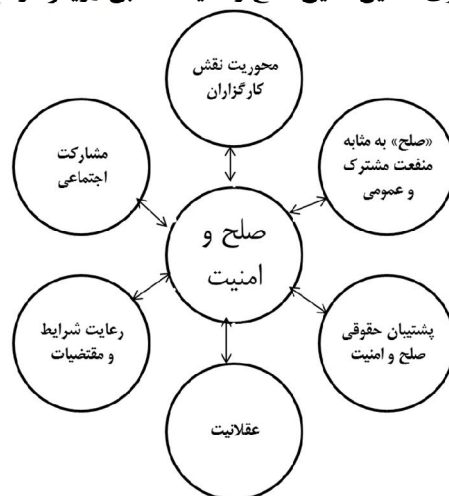 محوریت نقش
کارگزاران
«صلح» به مثابه
منفعت مشترک
و عمومی
مشارکت
اجتماعی
صلح و
امنیت
پشتیبان حقوقی
صلح و امنیت
رعایت شرایط
و مقتضیات
عقلانیت